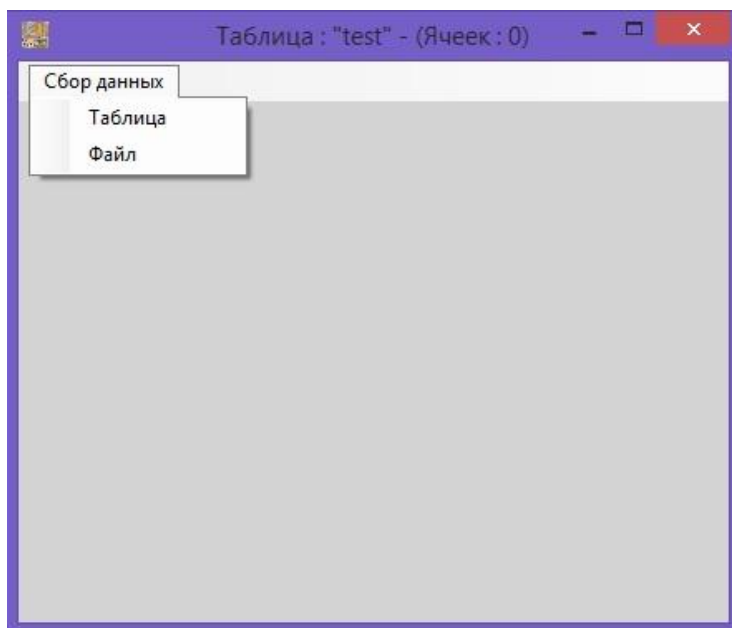 Таблица : "test" - (Ячеек : 0)
Сбор данных
Таблица
Файл